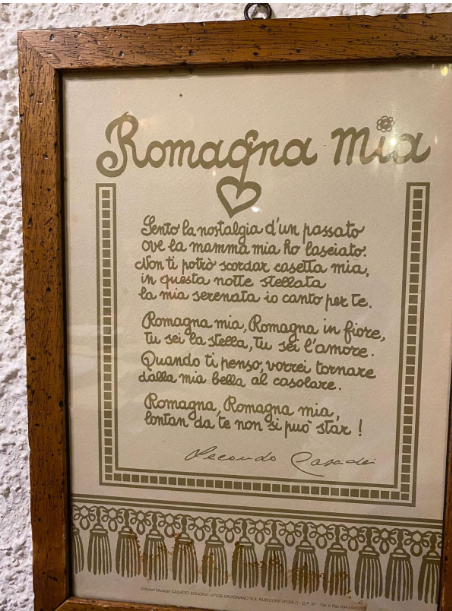 Romagna mia
Sento la nostalgia d'un passato
ove la mamma mia ho lasciato.
Non ti potrò scordar casetta mia,
in questa notte stellata
la mia serenata io canto per te.
Romagna mia, Romagna in fiore,
tu sei la stella, tu sei l'amore.
Quando ti penso, vorrei tornare
dalla mia bella al casolare.
Romagna, Romagna mia,
lontan da te non si può star!
Secondo Casadei